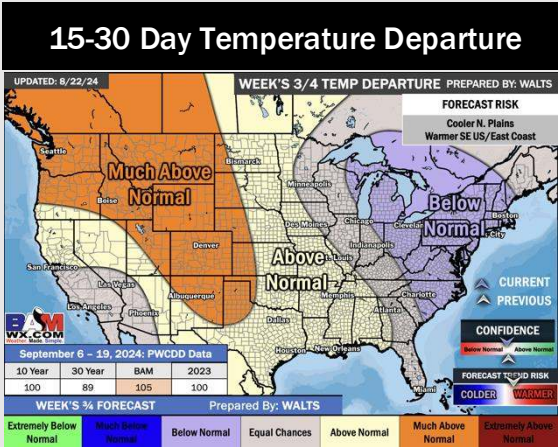 15-30 Day Temperature Departure
UPDATED: 8/22/24
WEEK'S 3/4 TEMP DEPARTURE PREPARED BY: WALTS
FORECAST RISK
Cooler N. Plains
Warmer SE US/East Coast
Seattle
Bismarck
Much Above
Normal
Minneapolis
Boise
Below
Normal
Boston
City
Des Moines
Chicago
Cleveland
Denver
Indianapolis
Above
Normal
St. Louis
San Francisco
Las Vegas
CURRENT
PREVIOUS
Los Angeles
Albuquerque
Memphis
Charlotte
Phoenix
Atlanta
Dallas
BAM
WX.COM
Weather. Made. Simple.
CONFIDENCE
Below Normal Above Normal
Houston
New Orleans
September 6 – 19, 2024: PWCDD Data
10 Year 30 Year BAM 2023
100 89 105 100
FORECAST TREND RISK
COLDER WARMER
Miami
WEEK'S ¾ FORECAST Prepared By: WALTS
Extremely Below Normal
Much Below Normal
Below Normal
Equal Chances
Above Normal
Much Above Normal
Extremely Above Normal